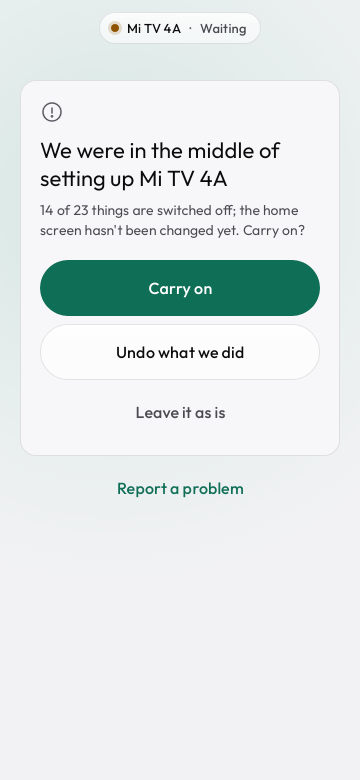 Mi TV 4A · Waiting
We were in the middle of
setting up Mi TV 4A
14 of 23 things are switched off; the home
screen hasn't been changed yet. Carry on?
Carry on
Undo what we did
Leave it as is
Report a problem